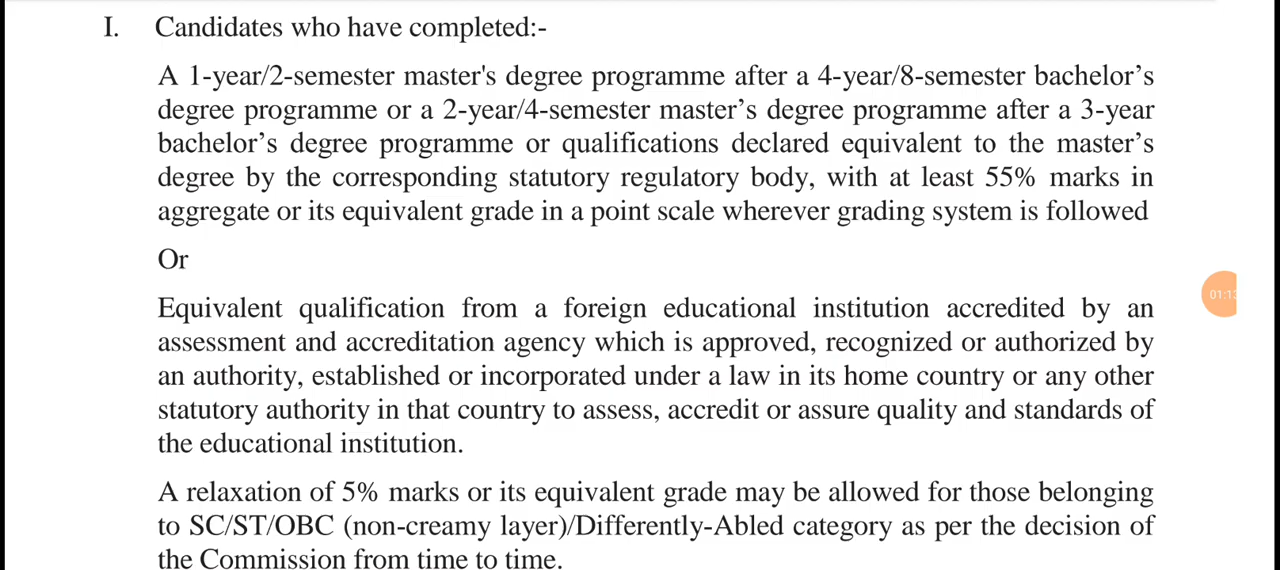 I. Candidates who have completed:-
A 1-year/2-semester master's degree programme after a 4-year/8-semester bachelor’s
degree programme or a 2-year/4-semester master’s degree programme after a 3-year
bachelor’s degree programme or qualifications declared equivalent to the master’s
degree by the corresponding statutory regulatory body, with at least 55% marks in
aggregate or its equivalent grade in a point scale wherever grading system is followed
Or
Equivalent qualification from a foreign educational institution accredited by an
assessment and accreditation agency which is approved, recognized or authorized by
an authority, established or incorporated under a law in its home country or any other
statutory authority in that country to assess, accredit or assure quality and standards of
the educational institution.
A relaxation of 5% marks or its equivalent grade may be allowed for those belonging
to SC/ST/OBC (non-creamy layer)/Differently-Abled category as per the decision of
the Commission from time to time.